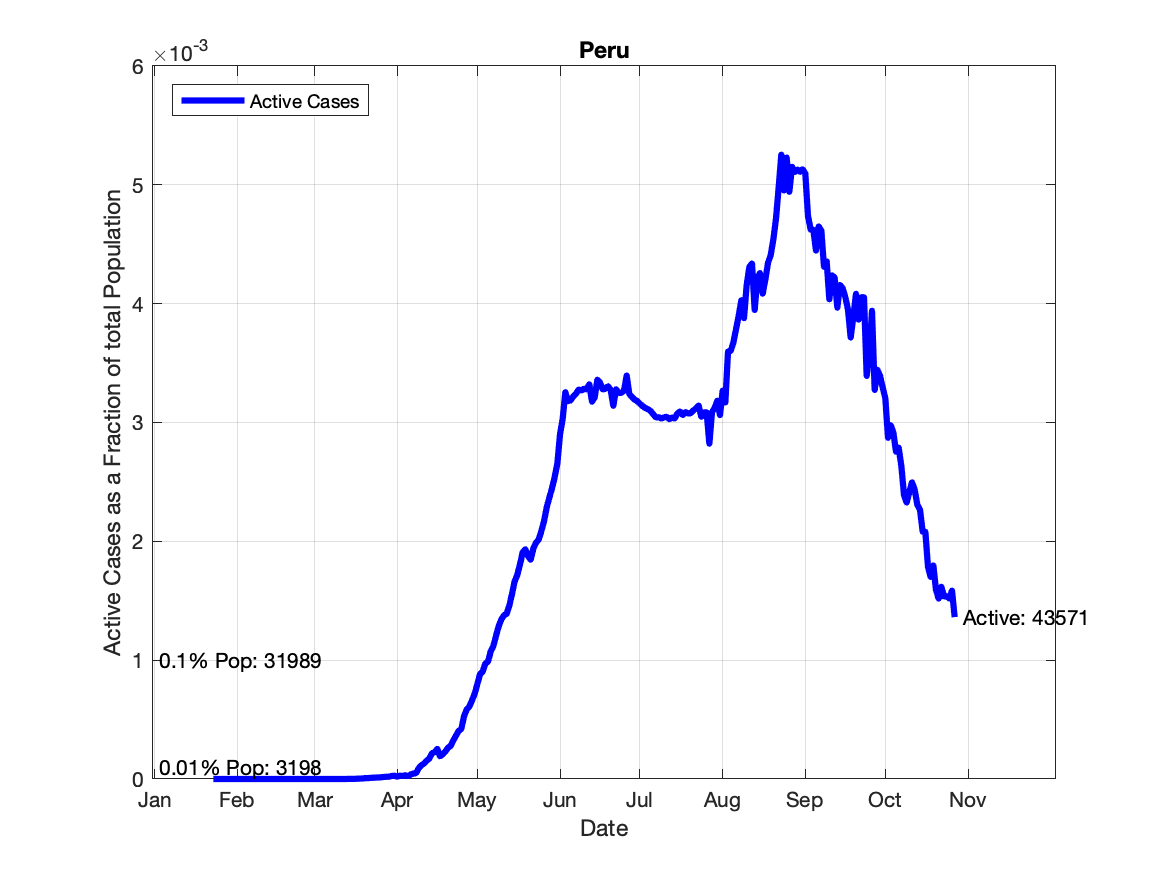 Peru
×10-3
Active Cases
6
5
4
3
2
1
0
Active Cases as a Fraction of total Population
0.1% Pop: 31989
0.01% Pop: 3198
Active: 43571
Jan Feb Mar Apr May Jun Jul Aug Sep Oct Nov
Date